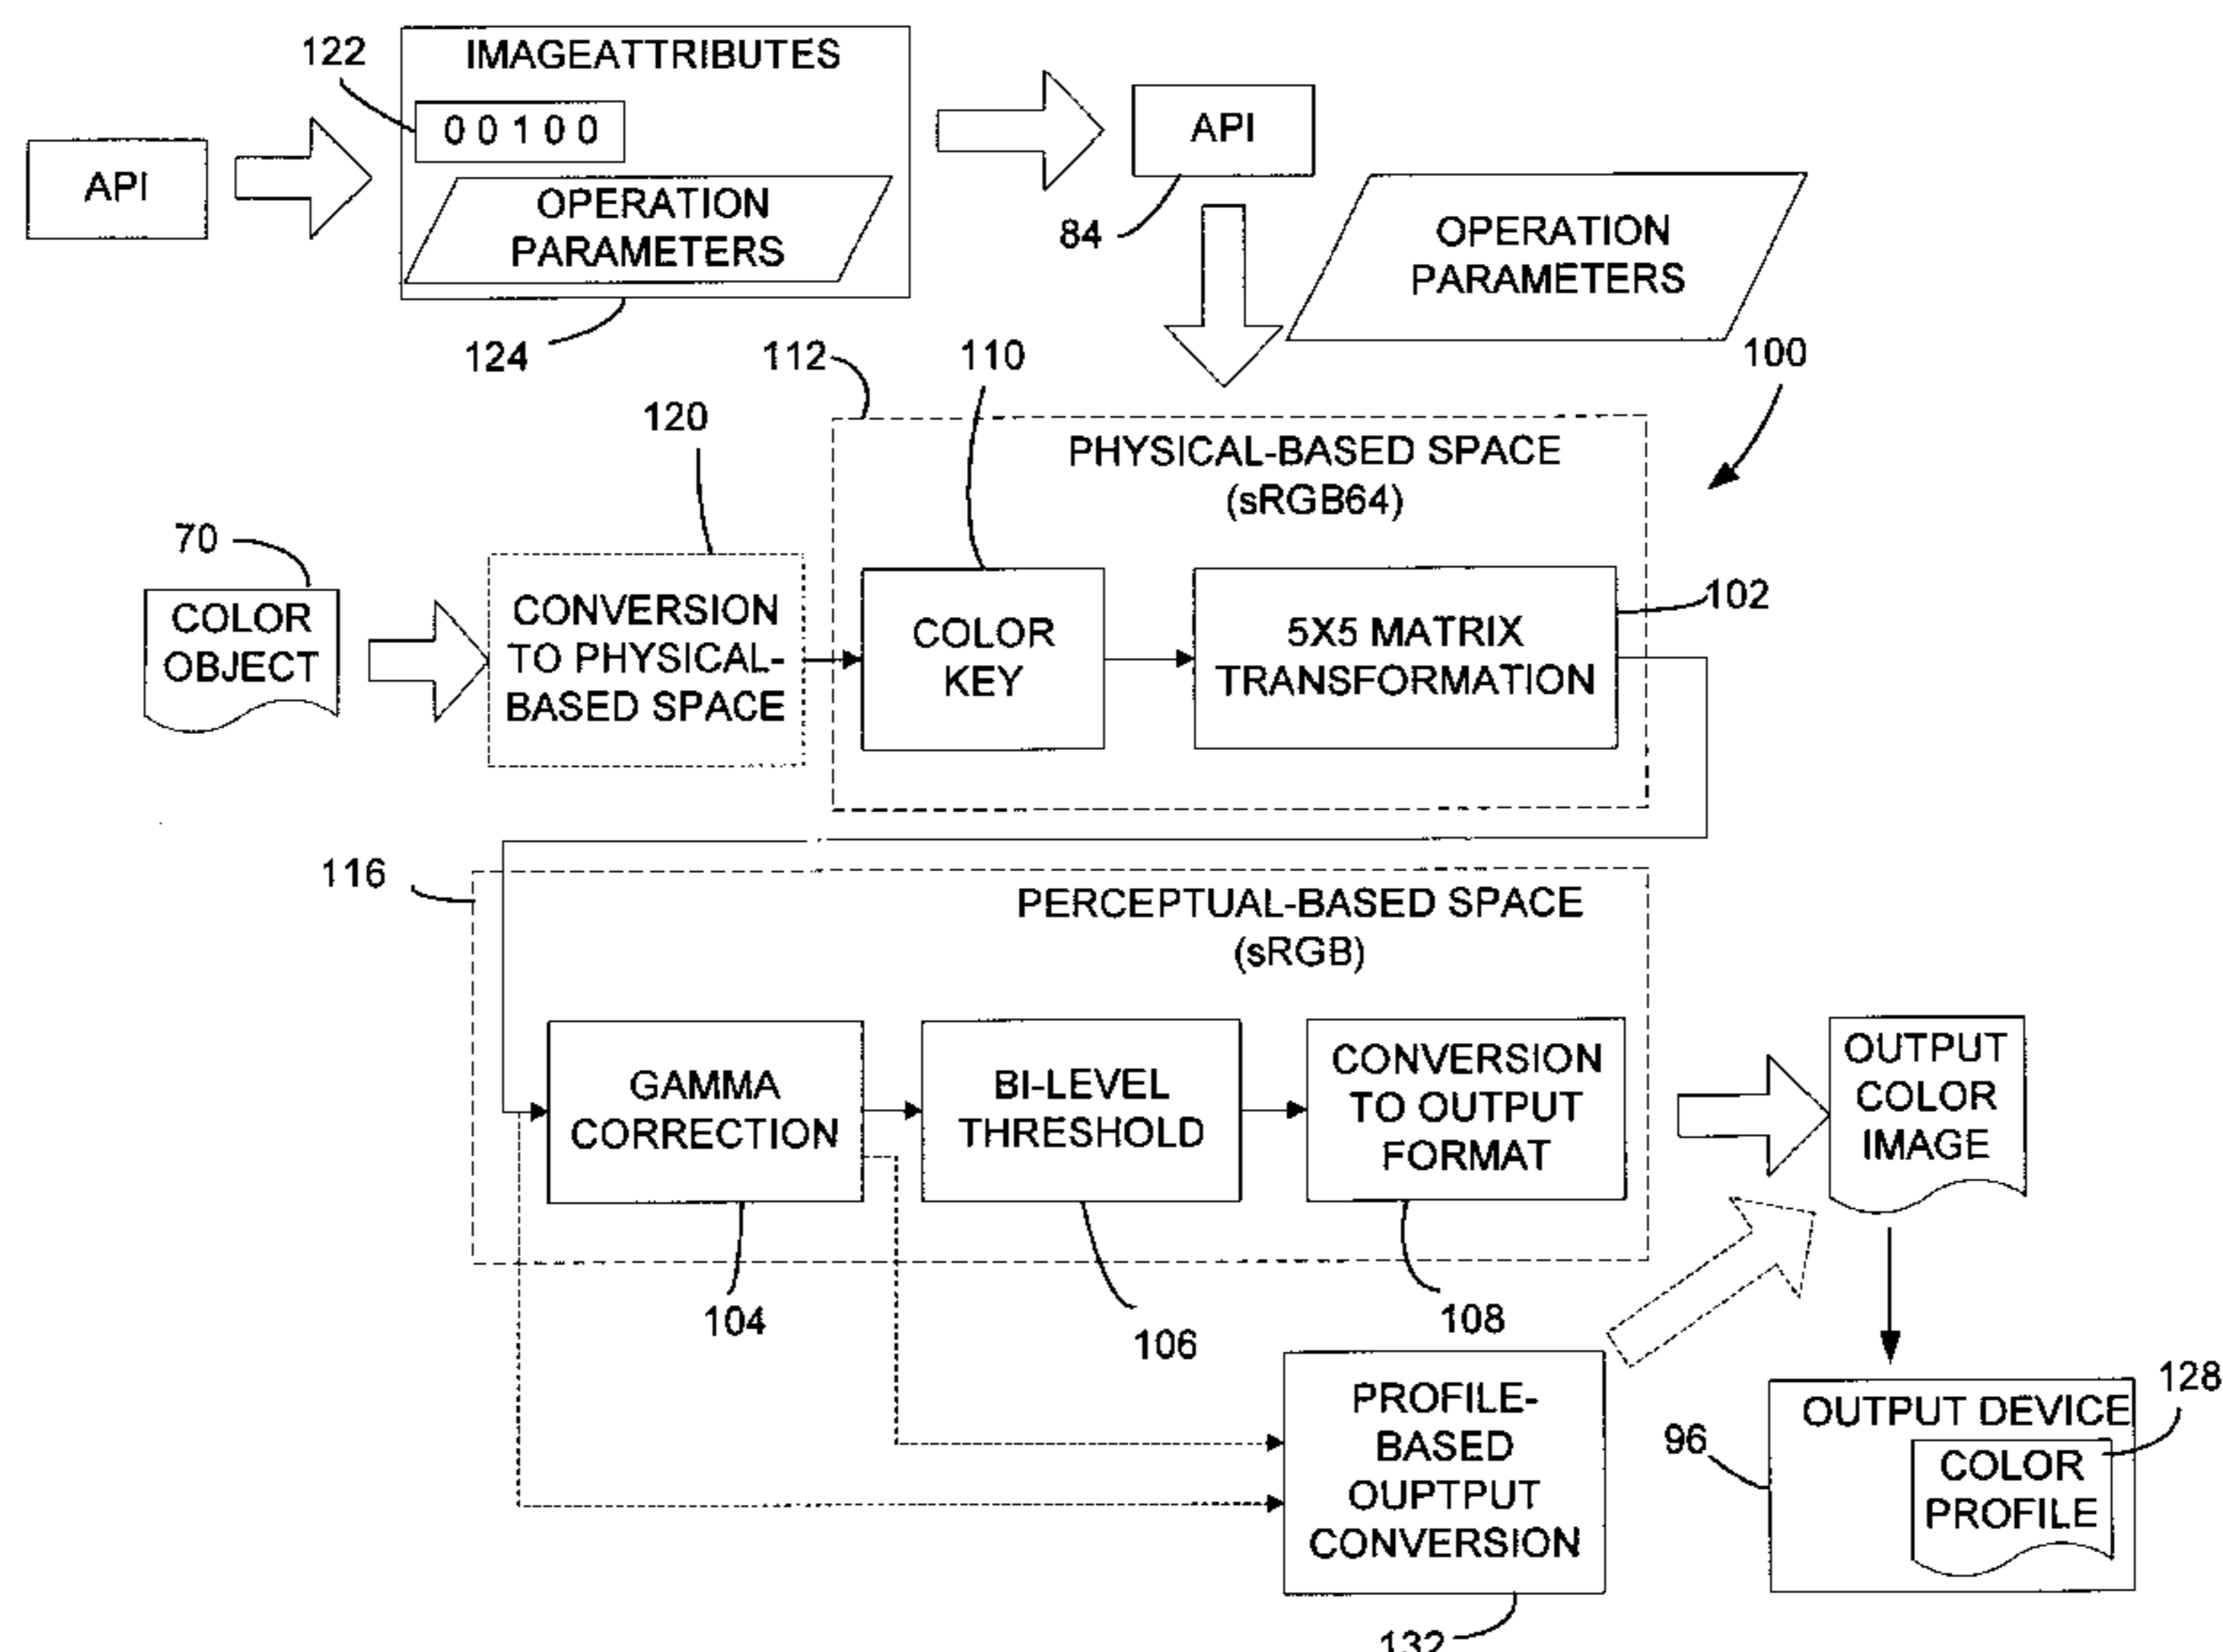 122
IMAGEATTRIBUTES
0 0 1 0 0
API
OPERATION
PARAMETERS
124
API
84
OPERATION
PARAMETERS
100
112
110
120
PHYSICAL-BASED SPACE
(sRGB64)
70
COLOR
OBJECT
CONVERSION
TO PHYSICAL-
BASED SPACE
COLOR
KEY
5X5 MATRIX
TRANSFORMATION
102
116
PERCEPTUAL-BASED SPACE
(sRGB)
GAMMA
CORRECTION
BI-LEVEL
THRESHOLD
CONVERSION
TO OUTPUT
FORMAT
OUTPUT
COLOR
IMAGE
104
106
108
PROFILE-
BASED
OUPTPUT
CONVERSION
132
96
OUTPUT DEVICE
128
COLOR
PROFILE